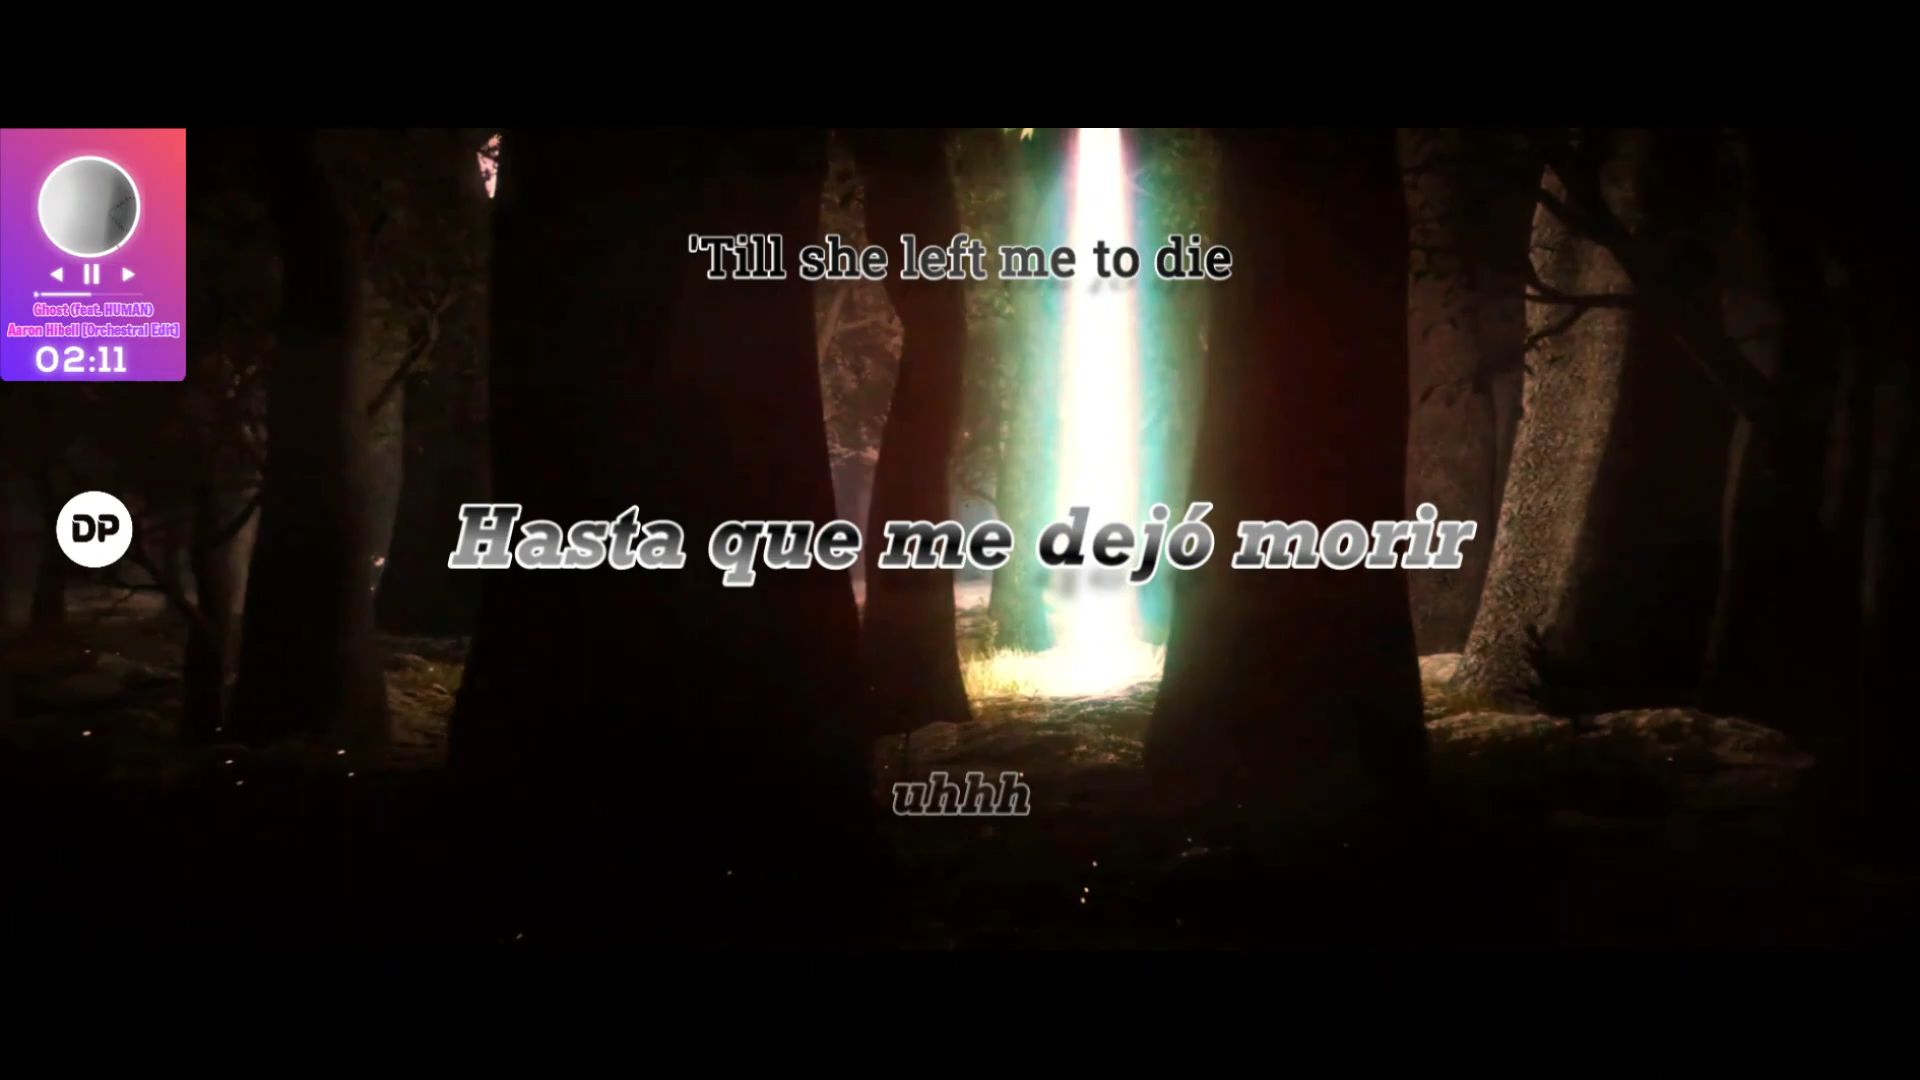 'Till she left me to die
Ghost (feat. HUMAN)
Aaron Hibell [Orchestral Edit]
02:11
DP
Hasta que me dejó morir
uhhh